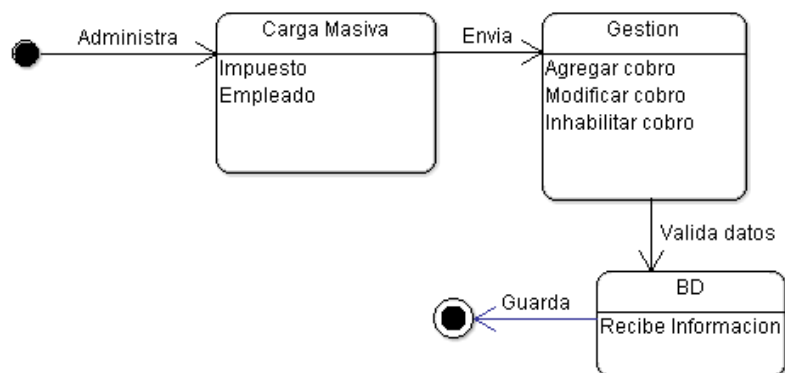 Administra
Carga Masiva
Impuesto
Empleado
Envia
Gestion
Agregar cobro
Modificar cobro
Inhabilitar cobro
Valida datos
BD
Recibe Informacion
Guarda